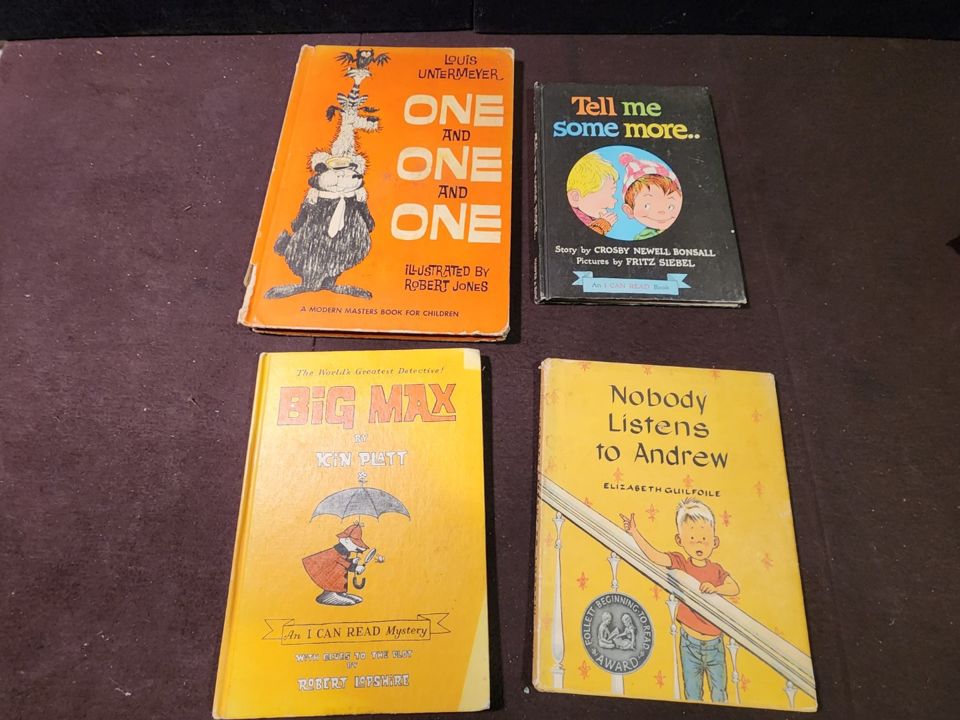 LOUIS
UNTERMEYER
ONE
AND
ONE
AND
ONE
ILLUSTRATED BY
ROBERT JONES
A MODERN MASTERS BOOK FOR CHILDREN
Tell me
some more..
Story by CROSBY NEWELL BONSALL
Pictures by FRITZ SIEBEL
An I CAN READ Book
The World's Greatest Detective!
BIG MAX
BY
KIN PLATT
An I CAN READ Mystery
WITH CLUES TO THE PLOT
BY
ROBERT LOPSHIRE
Nobody
Listens
to Andrew
ELIZABETH GUILFOILE
FOLLETT BEGINNING-TO-READ
AWARD